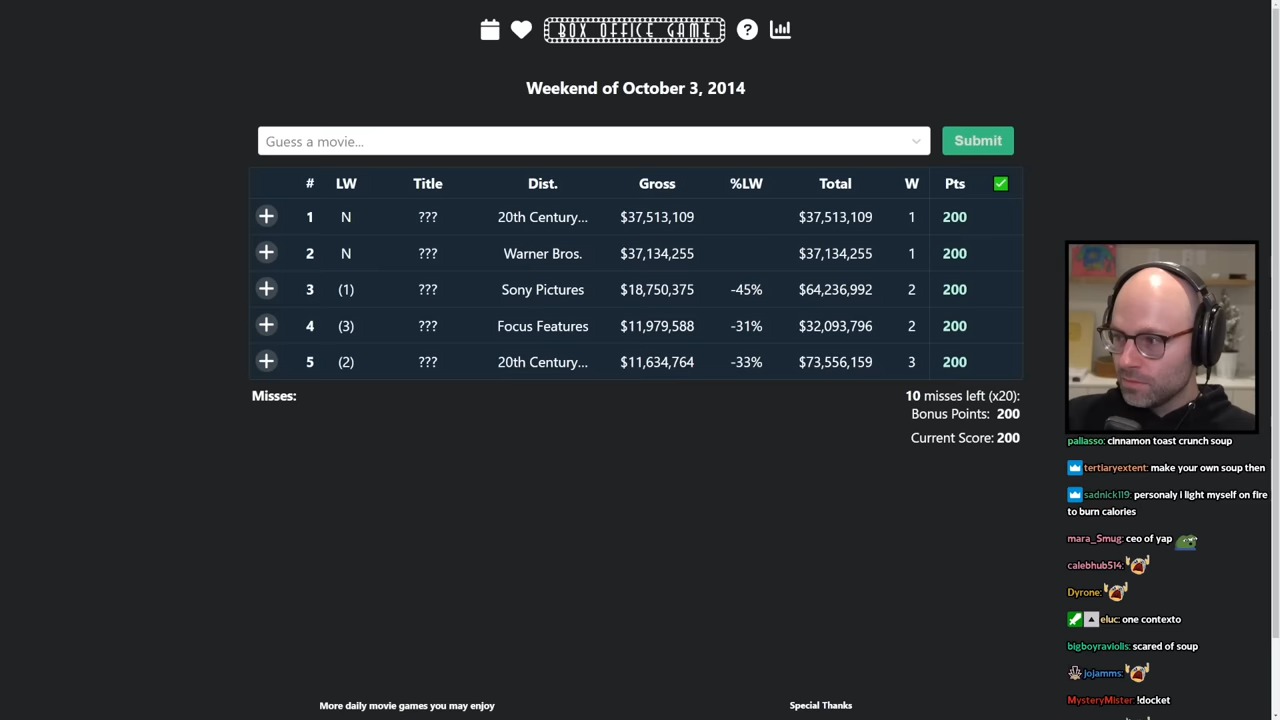 BOX OFFICE GAME
?
Weekend of October 3, 2014
Guess a movie...
Submit
# LW Title Dist. Gross %LW Total W Pts
1 N ??? 20th Century... $37,513,109 $37,513,109 1 200
2 N ??? Warner Bros. $37,134,255 $37,134,255 1 200
3 (1) ??? Sony Pictures $18,750,375 -45% $64,236,992 2 200
4 (3) ??? Focus Features $11,979,588 -31% $32,093,796 2 200
5 (2) ??? 20th Century... $11,634,764 -33% $73,556,159 3 200
Misses:
10 misses left (x20):
Bonus Points: 200
Current Score: 200
pallasso: cinnamon toast crunch soup
tertiaryextent: make your own soup then
sadnick119: personaly i light myself on fire
to burn calories
mara_Smug: ceo of yap
calebhub514:
Dyrone:
eluc: one contexto
bigboyraviolis: scared of soup
jojamms:
MysteryMister: !docket
More daily movie games you may enjoy
Special Thanks